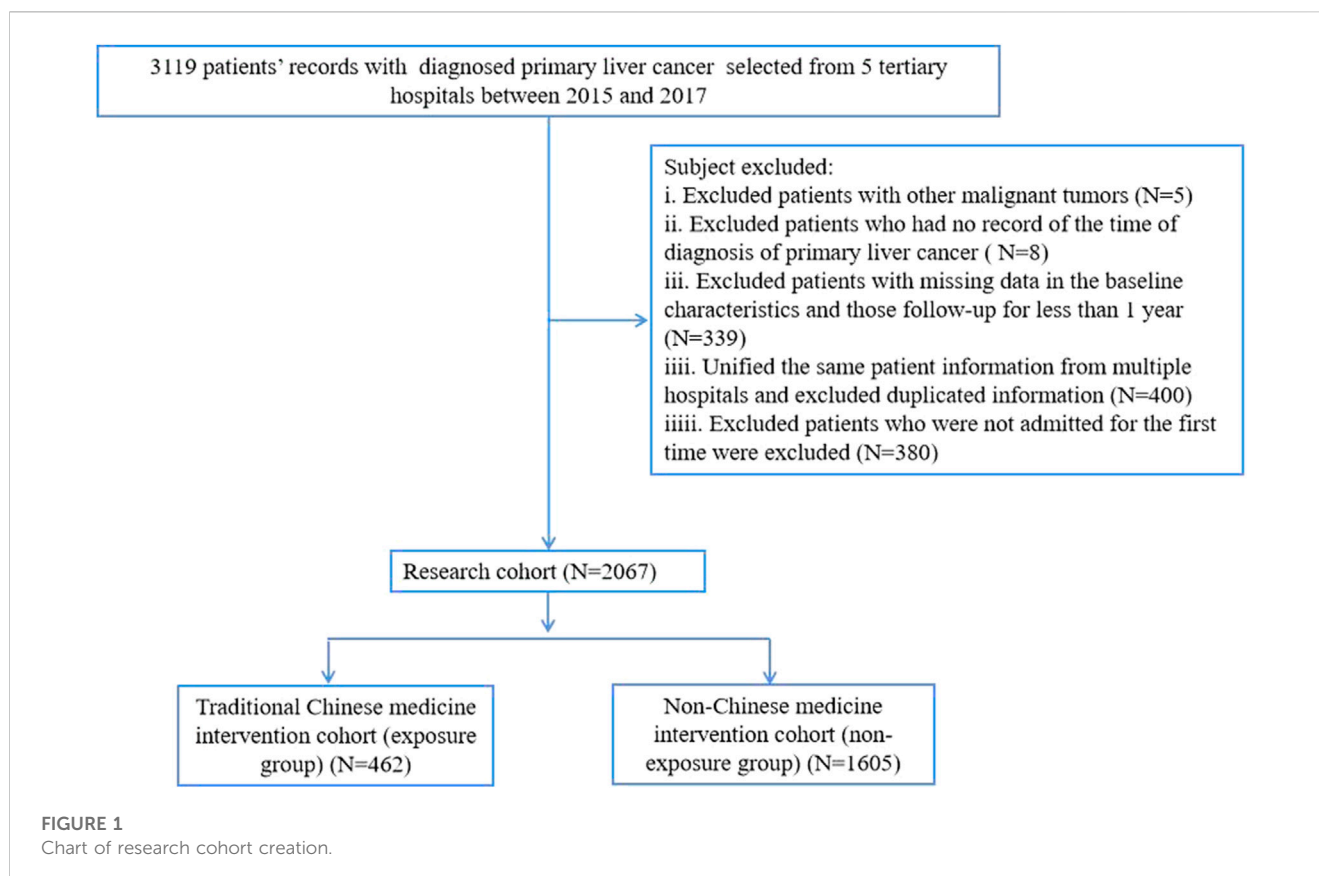 3119 patients' records with diagnosed primary liver cancer selected from 5 tertiary
hospitals between 2015 and 2017
Subject excluded:
i. Excluded patients with other malignant tumors (N=5)
ii. Excluded patients who had no record of the time of
diagnosis of primary liver cancer ( N=8)
iii. Excluded patients with missing data in the baseline
characteristics and those follow-up for less than 1 year
(N=339)
iiii. Unified the same patient information from multiple
hospitals and excluded duplicated information (N=400)
iiiii. Excluded patients who were not admitted for the first
time were excluded (N=380)
Research cohort (N=2067)
Traditional Chinese medicine
intervention cohort (exposure
group) (N=462)
Non-Chinese medicine
intervention cohort (non-
exposure group) (N=1605)
FIGURE 1
Chart of research cohort creation.